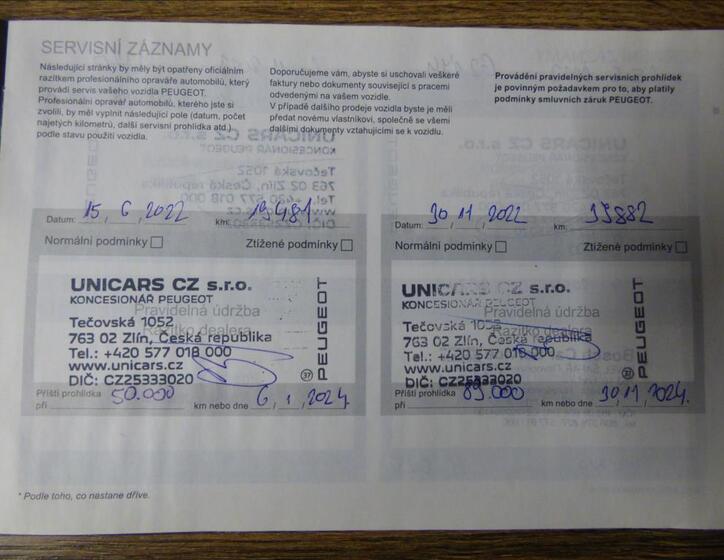 SERVISNÍ ZÁZNAMY
Následující stránky by měly být opatřeny oficiálním
razítkem profesionálního opraváře automobilů, který
provádí servis vašeho vozidla PEUGEOT.
Profesionální opravář automobilů, kterého jste si
zvolili, by měl vyplnit následující pole (datum, počet
najetých kilometrů, další servisní prohlídka atd.)
podle stavu použití vozidla.
Doporučujeme vám, abyste si uschovali veškeré
faktury nebo dokumenty související s pracemi
odvedenými na vašem vozidle.
V případě dalšího prodeje vozidla byste je měli
předat novému vlastníkovi, společně se všemi
dalšími dokumenty vztahujícími se k vozidlu.
Provádění pravidelných servisních prohlídek
je povinným požadavkem pro to, aby platily
podmínky smluvních záruk PEUGEOT.
Datum: 15, 6, 2022 km: 19481
Normální podmínky Ztížené podmínky
UNICARS CZ s.r.o.
KONCESIONÁŘ PEUGEOT
Pravidelná údržba
Tečovská 1052
Razítko dealera
763 02 Zlín, Česká republika
Tel.: +420 577 018 000
www.unicars.cz
DIČ: CZ25333020
PEUGEOT
37
Příští prohlídka
při 50.000 km nebo dne 6, 1, 2024
Datum: 30 11 2022 km:
Normální podmínky Ztížené podmínky
UNICARS CZ s.r.o.
KONCESIONÁŘ PEUGEOT
Pravidelná údržba
Tečovská 1052
Razítko dealera
763 02 Zlín, Česká republika
Tel.: +420 577 018 000
www.unicars.cz
DIČ: CZ25333020
PEUGEOT
37
Příští prohlídka
při km nebo dne 30, 11, 2024
* Podle toho, co nastane dříve.